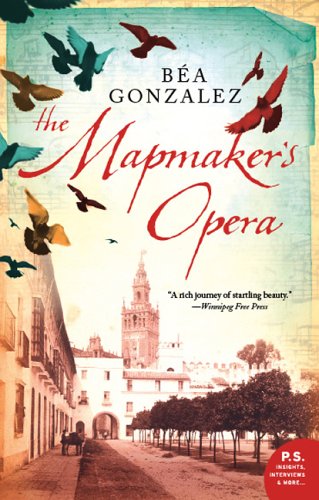 BÉA
GONZALEZ
the Mapmaker's
Opera
"A rich journey of startling beauty."
—Winnipeg Free Press
P.S.
INSIGHTS,
INTERVIEWS
& MORE...